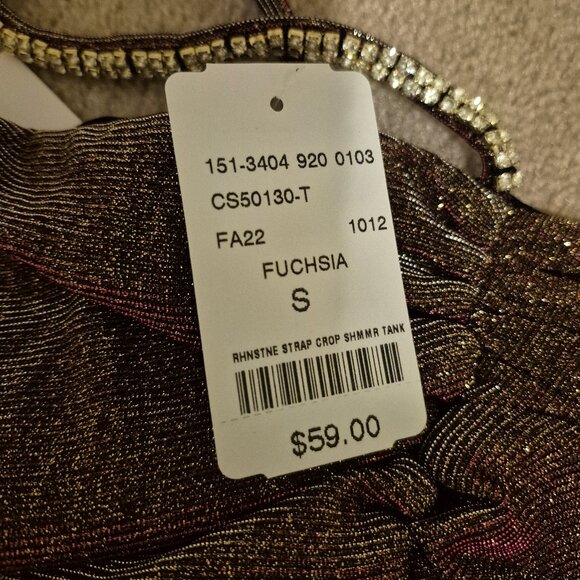 151-3404 920 0103
CS50130-T
FA22 1012
FUCHSIA
S
RHNSTNE STRAP CROP SHMMR TANK
$59.00